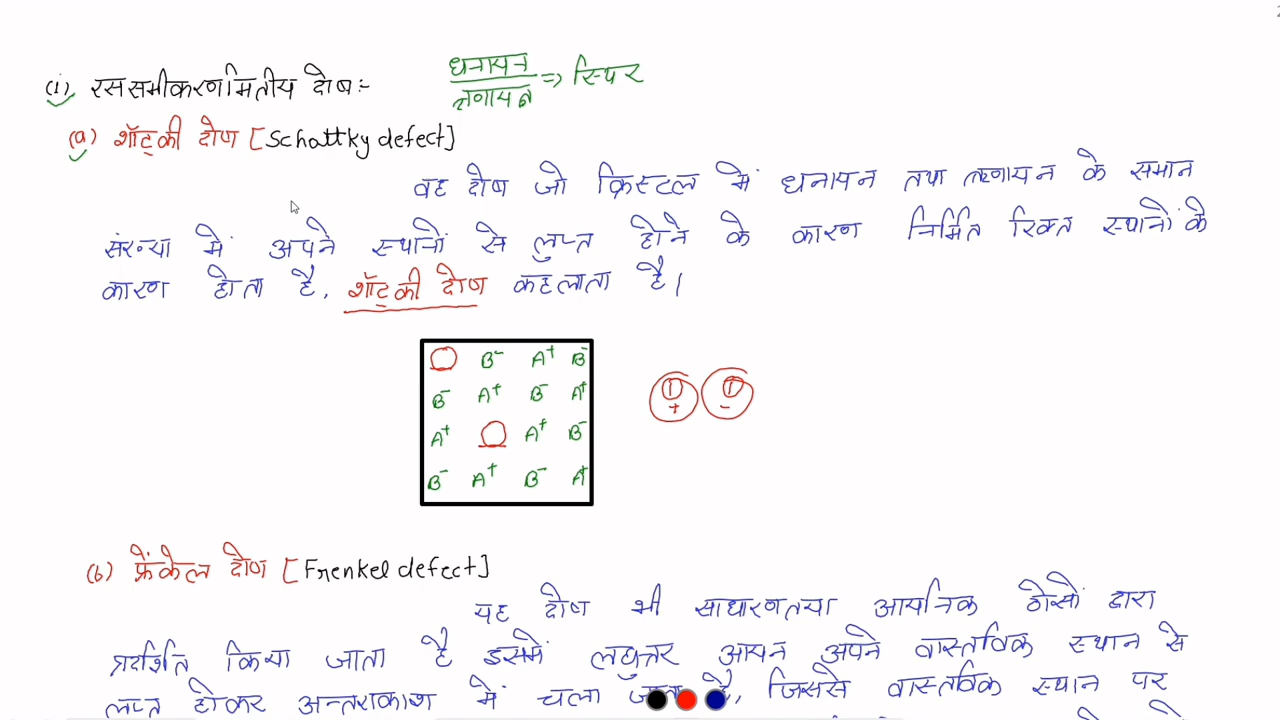 (i) रससमीकरणमितीय दोष:-
धनायन / ऋणायन => स्थिर
(a) शॉट्की दोष [Schottky defect]
वह दोष जो क्रिस्टल में धनायन तथा ऋणायन के समान
संख्या में अपने स्थानों से लुप्त होने के कारण निर्मित रिक्त स्थानों के
कारण होता है, शॉट्की दोष कहलाता है।
B⁻ A⁺ B⁻
B⁻ A⁺ B⁻ A⁺
A⁺ A⁺ B⁻
B⁻ A⁺ B⁻ A⁺
1 + 1 -
(b) फ्रेंकेल दोष [Frenkel defect]
यह दोष भी साधारणतया आयनिक ठोसों द्वारा
प्रदर्शित किया जाता है इसमें लघुत्तर आयन अपने वास्तविक स्थान से
लुप्त होकर अन्तराकाश में चला जाता है, जिससे वास्तविक स्थान पर